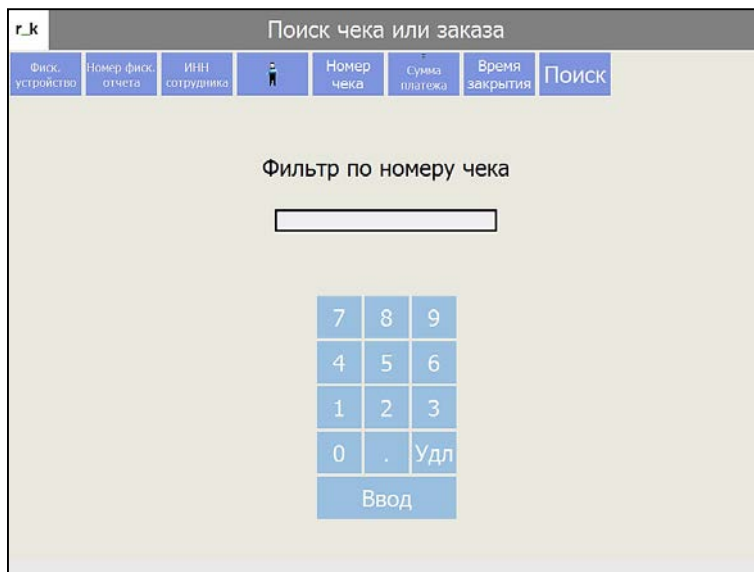 r_k
Поиск чека или заказа
Фиск.
устройство
Номер фиск.
отчета
ИНН
сотрудника
Номер
чека
Сумма
платежа
Время
закрытия
Поиск
Фильтр по номеру чека
7 8 9
4 5 6
1 2 3
0 . Удл
Ввод